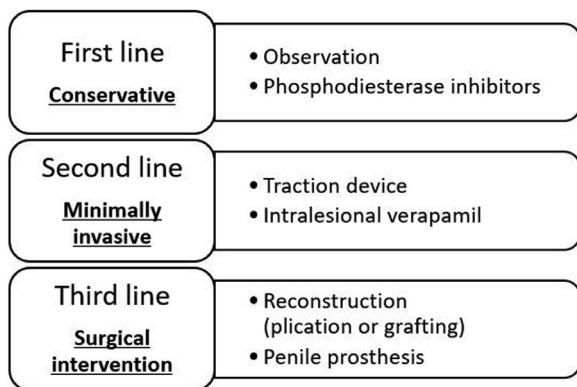 First line
Conservative
• Observation
• Phosphodiesterase inhibitors
Second line
Minimally
invasive
• Traction device
• Intralesional verapamil
Third line
Surgical
intervention
• Reconstruction
(plication or grafting)
• Penile prosthesis